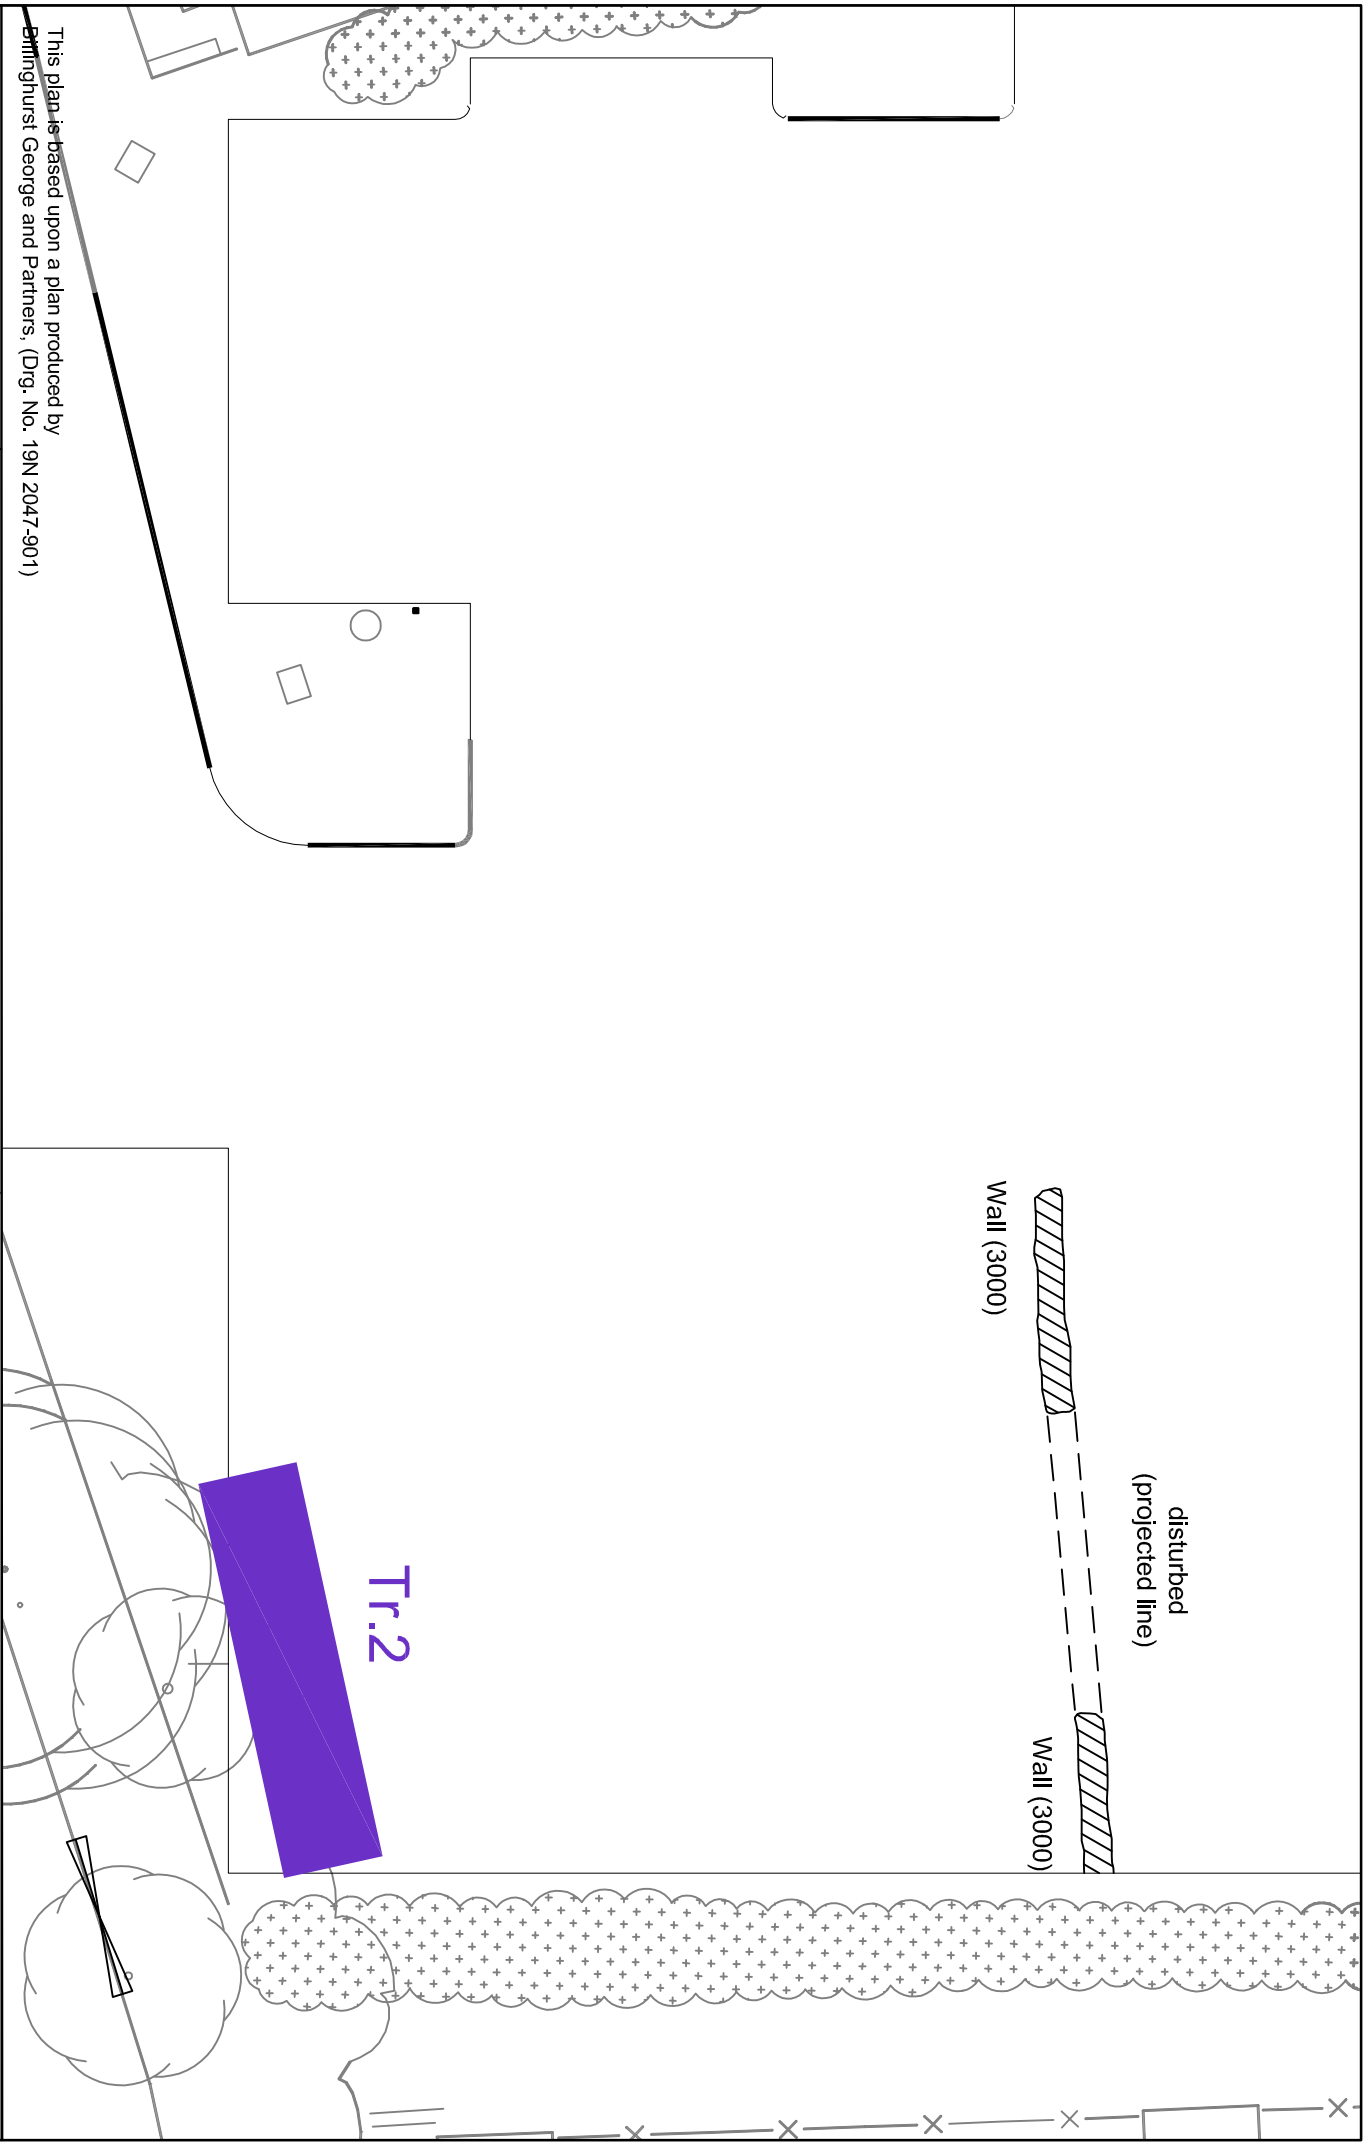 disturbed
(projected line)
Wall (3000)
Wall (3000)
Tr.2
This plan is based upon a plan produced by
Billinghurst George and Partners, (Drg. No. 19N 2047-901)